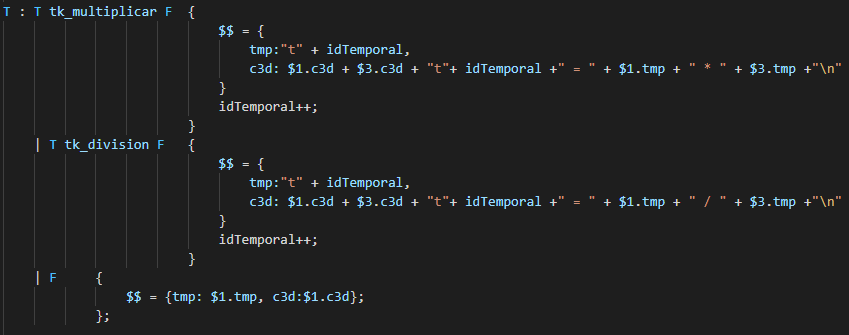 T : T tk_multiplicar F {
$$ = {
tmp:"t" + idTemporal,
c3d: $1.c3d + $3.c3d + "t"+ idTemporal +" = " + $1.tmp + " * " + $3.tmp +"\n"
}
idTemporal++;
}
| T tk_division F {
$$ = {
tmp:"t" + idTemporal,
c3d: $1.c3d + $3.c3d + "t"+ idTemporal +" = " + $1.tmp + " / " + $3.tmp +"\n"
}
idTemporal++;
}
| F {
$$ = {tmp: $1.tmp, c3d:$1.c3d};
};